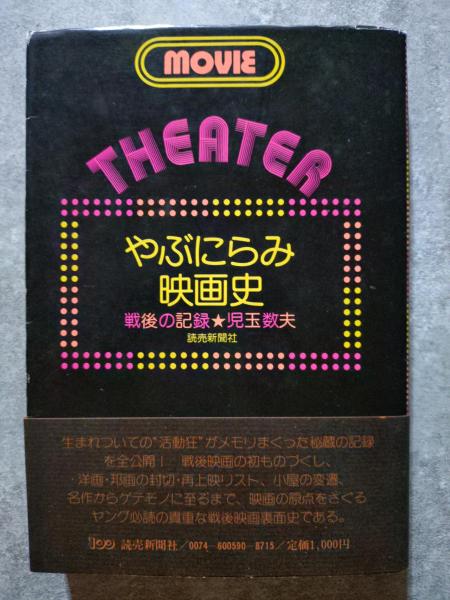 MOVIE
THEATER
やぶにらみ
映画史
戦後の記録★児玉数夫
読売新聞社
生まれついての“活動狂”がメモリまくった秘蔵の記録
を全公開! 戦後映画の初ものづくし、
洋画・邦画の封切・再上映リスト、小屋の変遷、
名作からゲテモノに至るまで、映画の原点をさぐる
ヤング必読の貴重な戦後映画裏面史である。
読売新聞社/0074-600590-8715/定価1,000円